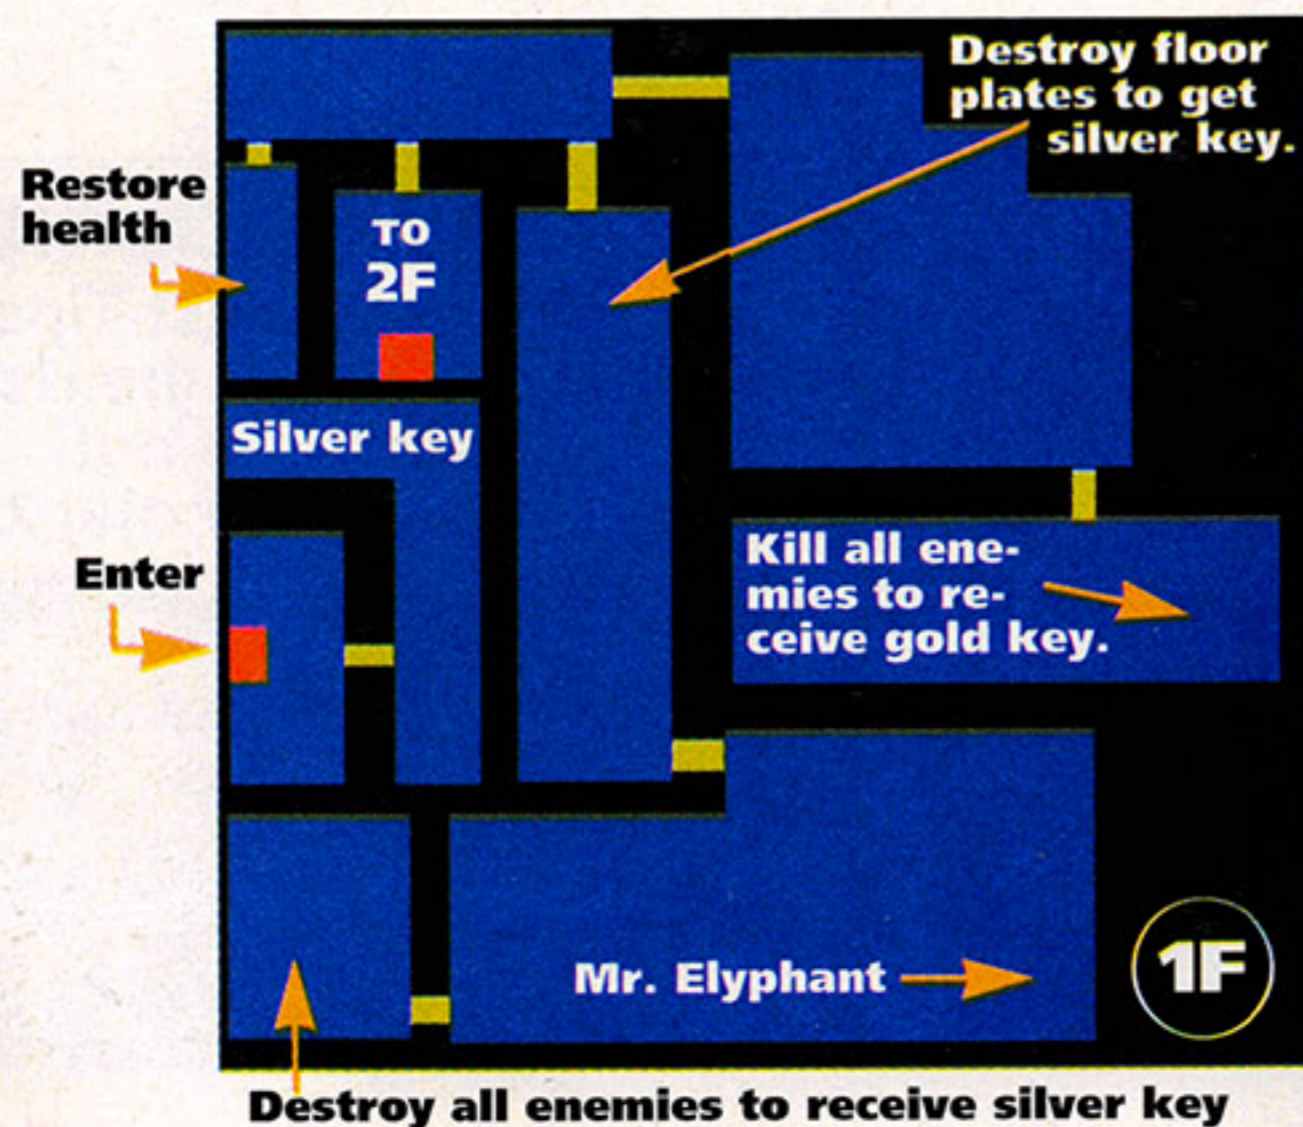 Destroy floor
plates to get
silver key.
Restore
health
TO
2F
Silver key
Enter
Kill all ene-
mies to re-
ceive gold key.
Mr. Elyphant
1F
Destroy all enemies to receive silver key